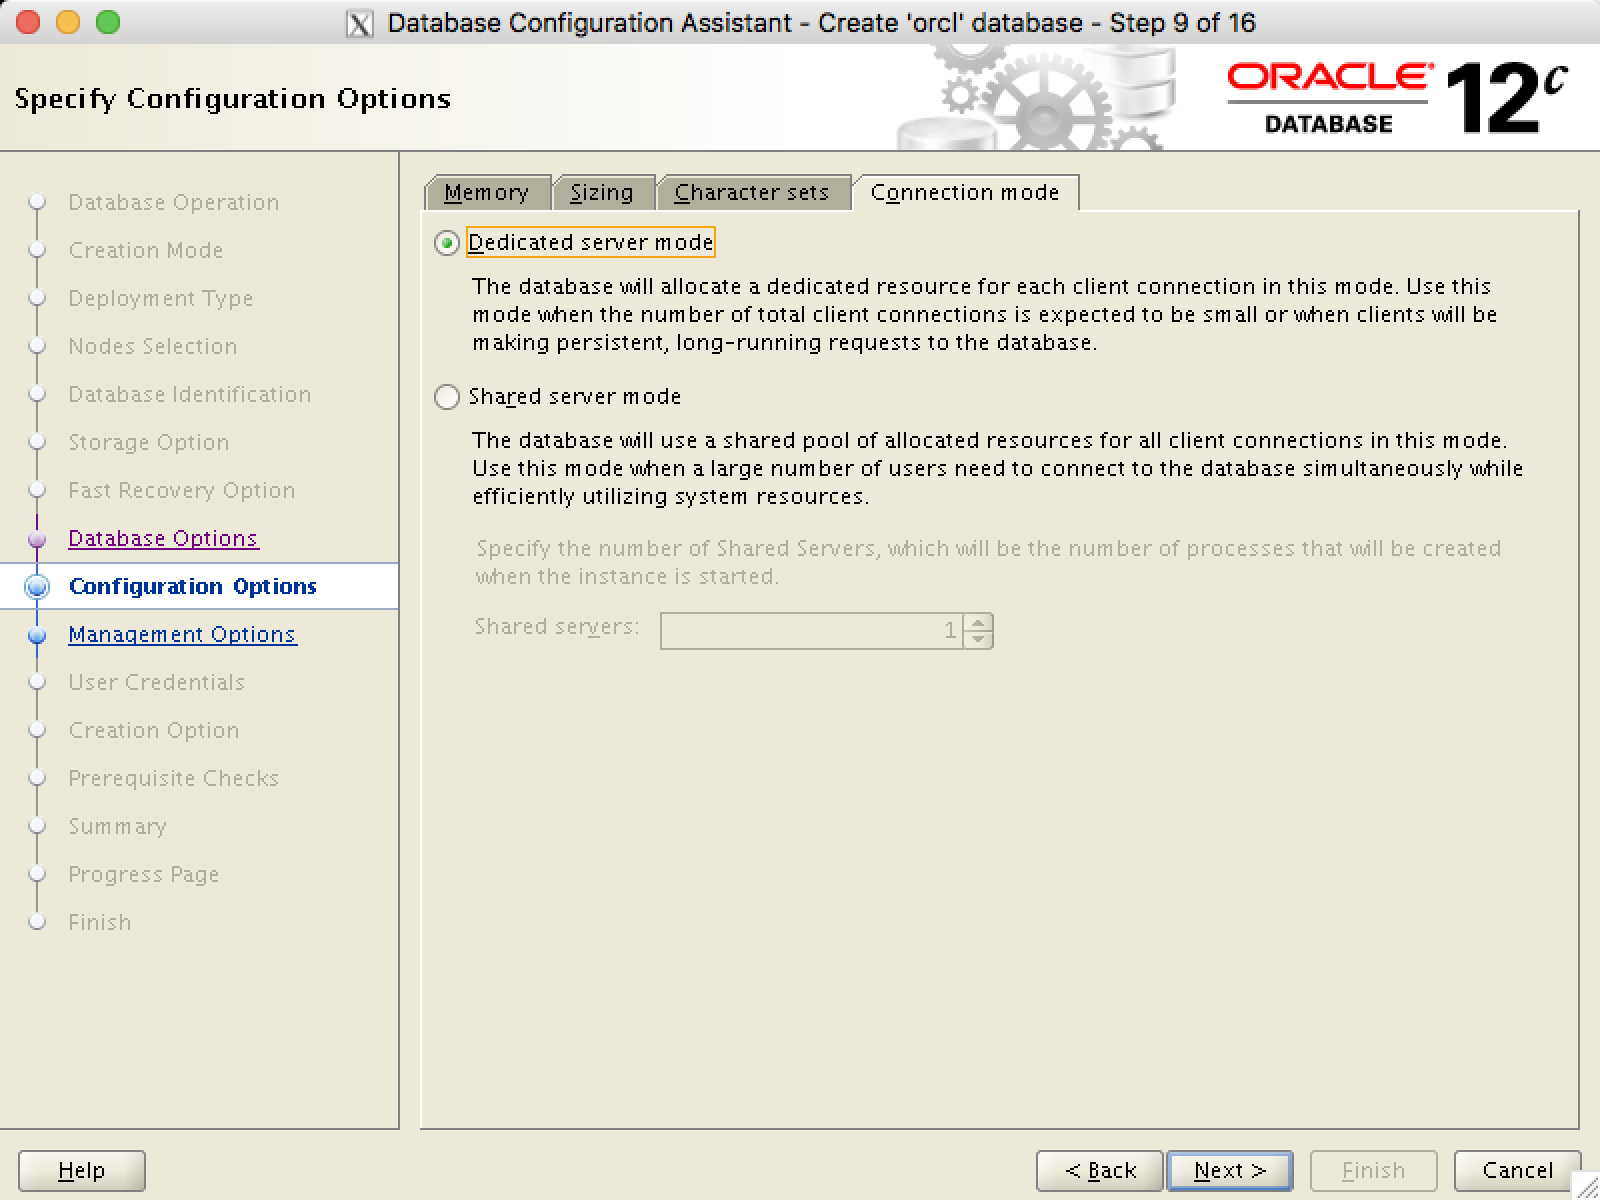 Database Configuration Assistant - Create 'orcl' database - Step 9 of 16
Specify Configuration Options
ORACLE
DATABASE
12c
Database Operation
Creation Mode
Deployment Type
Nodes Selection
Database Identification
Storage Option
Fast Recovery Option
Database Options
Configuration Options
Management Options
User Credentials
Creation Option
Prerequisite Checks
Summary
Progress Page
Finish
Memory Sizing Character sets Connection mode
Dedicated server mode
The database will allocate a dedicated resource for each client connection in this mode. Use this
mode when the number of total client connections is expected to be small or when clients will be
making persistent, long-running requests to the database.
Shared server mode
The database will use a shared pool of allocated resources for all client connections in this mode.
Use this mode when a large number of users need to connect to the database simultaneously while
efficiently utilizing system resources.
Specify the number of Shared Servers, which will be the number of processes that will be created
when the instance is started.
Shared servers: 1
Help < Back Next > Finish Cancel